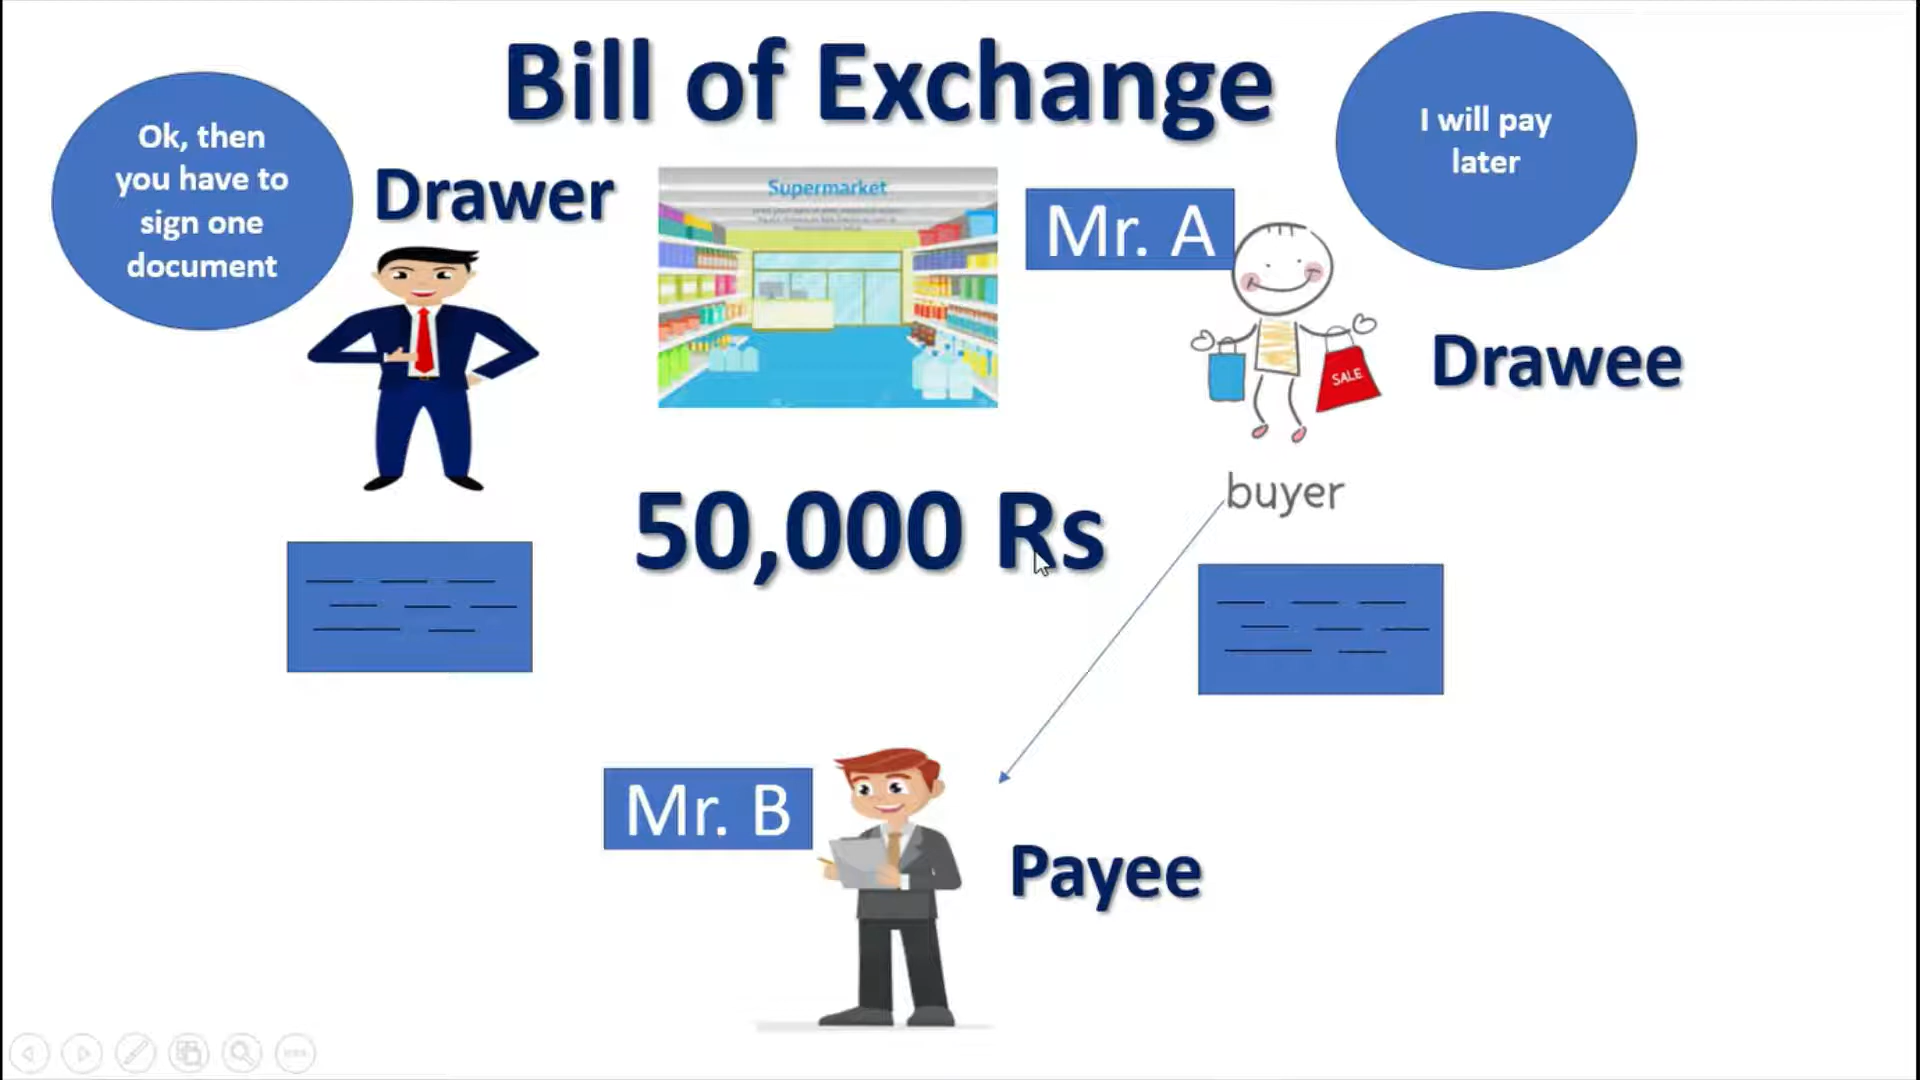 Bill of Exchange
Ok, then
you have to
sign one
document
Drawer
Supermarket
Mr. A
I will pay
later
SALE
Drawee
buyer
50,000 Rs
Mr. B
Payee